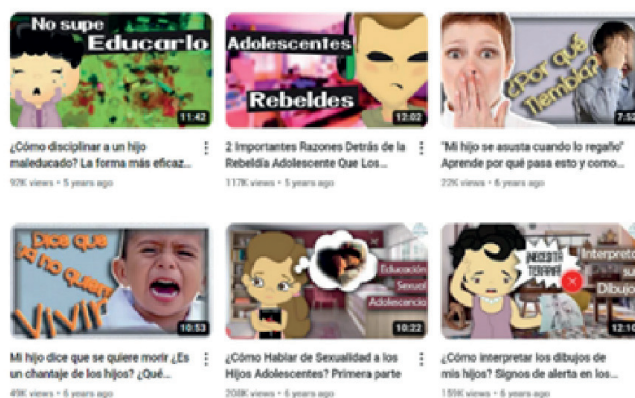 No supe
Educarlo
11:42
Adolescentes
Rebeldes
12:02
¿Por qué
Tiembla?
7:52
¿Cómo disciplinar a un hijo
maleducado? La forma más eficaz...
92K views • 5 years ago
2 Importantes Razones Detrás de la
Rebeldía Adolescente Que Los...
117K views • 5 years ago
"Mi hijo se asusta cuando lo regaño"
Aprende por qué pasa esto y como...
22K views • 6 years ago
Dice que
ya no quiere
VIVIR
10:53
Educación
Sexual
Adolescencia
10:22
¡NECESITA
TERAPIA!
Interpreta
su
Dibujo
12:10
Mi hijo dice que se quiere morir ¿Es
un chantaje de los hijos? ¿Qué...
49K views • 6 years ago
¿Cómo Hablar de Sexualidad a los
Hijos Adolescentes? Primera parte
208K views • 6 years ago
¿Cómo interpretar los dibujos de
mis hijos? Signos de alerta en los...
159K views • 6 years ago